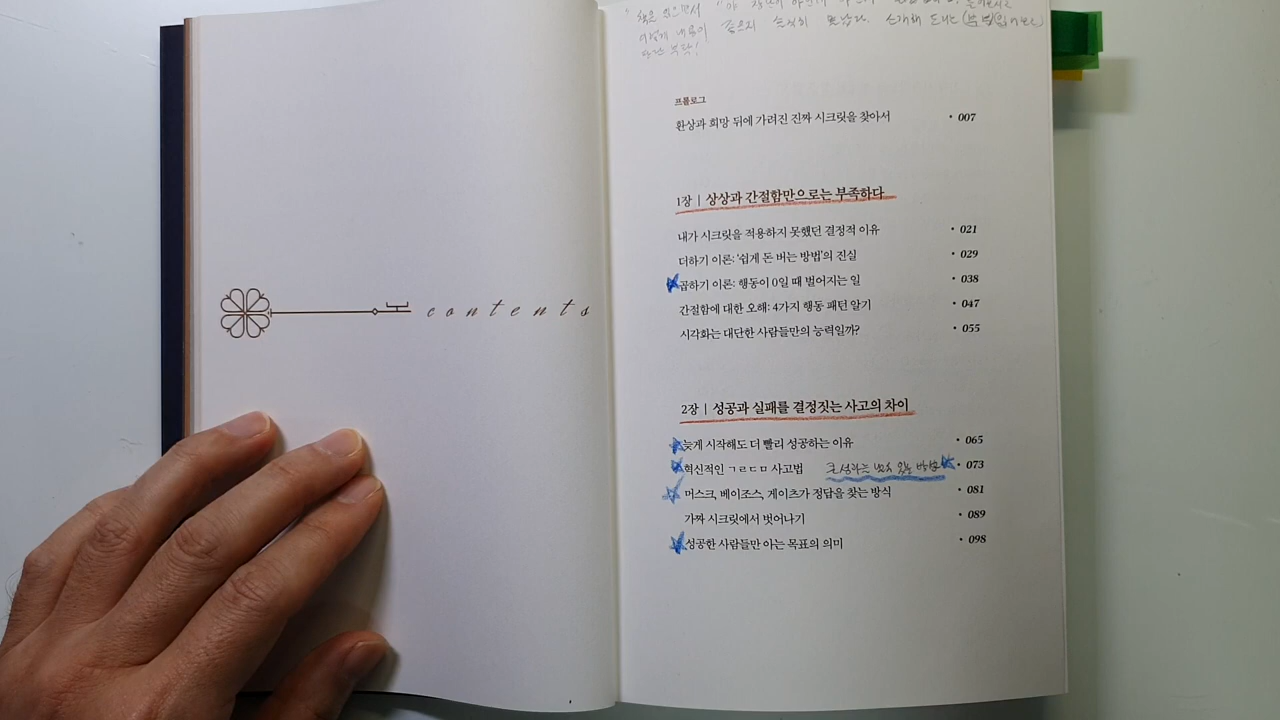 contents
"책을 읽으면서
프롤로그
환상과 희망 뒤에 가려진 진짜 시크릿을 찾아서 • 007
1장 | 상상과 간절함만으로는 부족하다
내가 시크릿을 적용하지 못했던 결정적 이유 • 021
더하기 이론: '쉽게 돈 버는 방법'의 진실 • 029
곱하기 이론: 행동이 0일 때 벌어지는 일 • 038
간절함에 대한 오해: 4가지 행동 패턴 알기 • 047
시각화는 대단한 사람들만의 능력일까? • 055
2장 | 성공과 실패를 결정짓는 사고의 차이
늦게 시작해도 더 빨리 성공하는 이유 • 065
혁신적인 ㄱㄹㄷㅁ 사고법 있는 방법 • 073
머스크, 베이조스, 게이츠가 정답을 찾는 방식 • 081
가짜 시크릿에서 벗어나기 • 089
성공한 사람들만 아는 목표의 의미 • 098